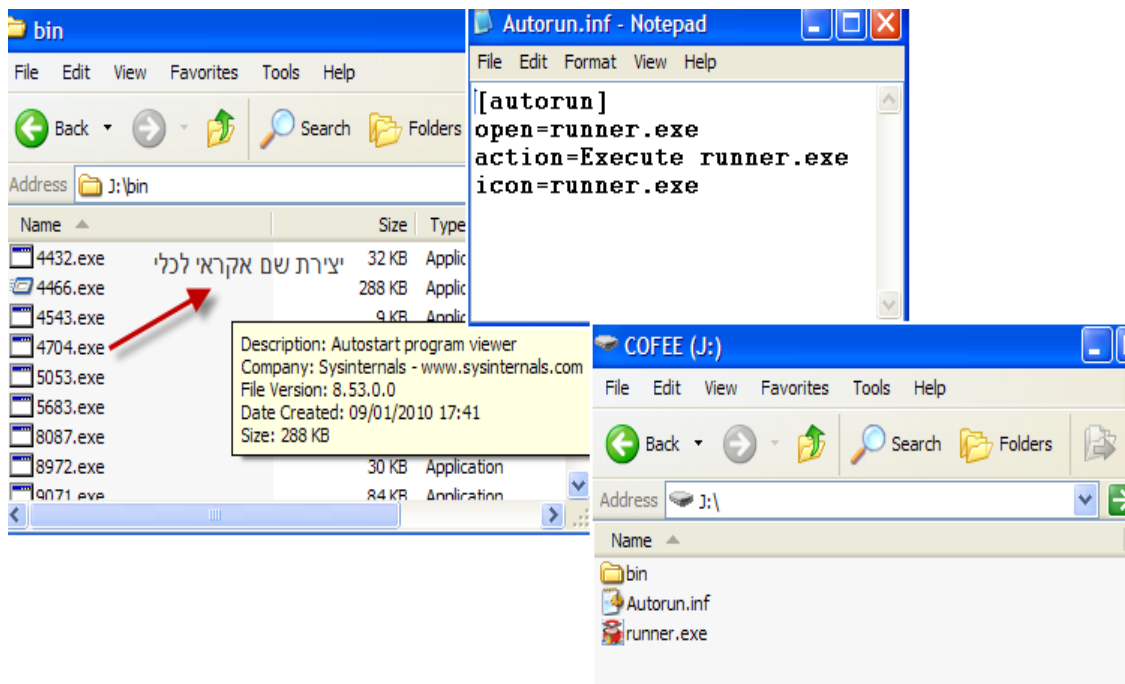 bin
File Edit View Favorites Tools Help
Back Search Folders
Address J:\bin
Name Size Type
4432.exe 32 KB Applic
4466.exe 288 KB Applic
4543.exe 9 KB Applic
4704.exe
5053.exe
5683.exe
8087.exe
8972.exe 30 KB Application
9071.exe 84 KB Application
יצירת שם אקראי לכלי
Description: Autostart program viewer
Company: Sysinternals - www.sysinternals.com
File Version: 8.53.0.0
Date Created: 09/01/2010 17:41
Size: 288 KB
Autorun.inf - Notepad
File Edit Format View Help
[autorun]
open=runner.exe
action=Execute runner.exe
icon=runner.exe
COFEE (J:)
File Edit View Favorites Tools Help
Back Search Folders
Address J:\
Name
bin
Autorun.inf
runner.exe